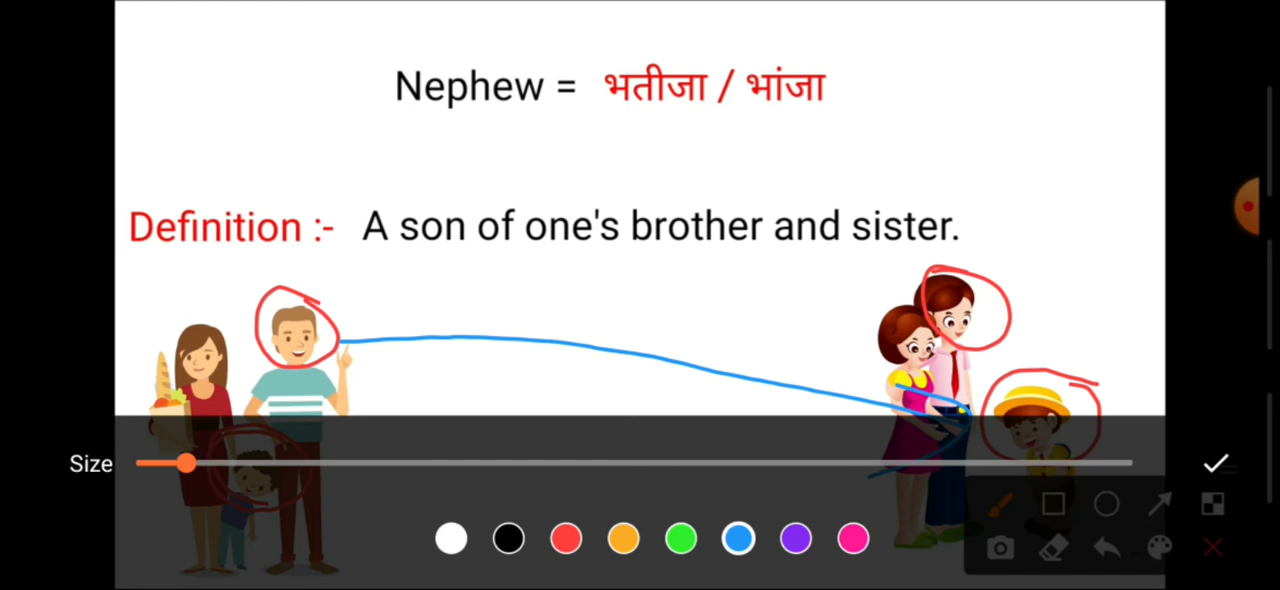 Nephew = भतीजा / भांजा
Definition :- A son of one's brother and sister.
Size